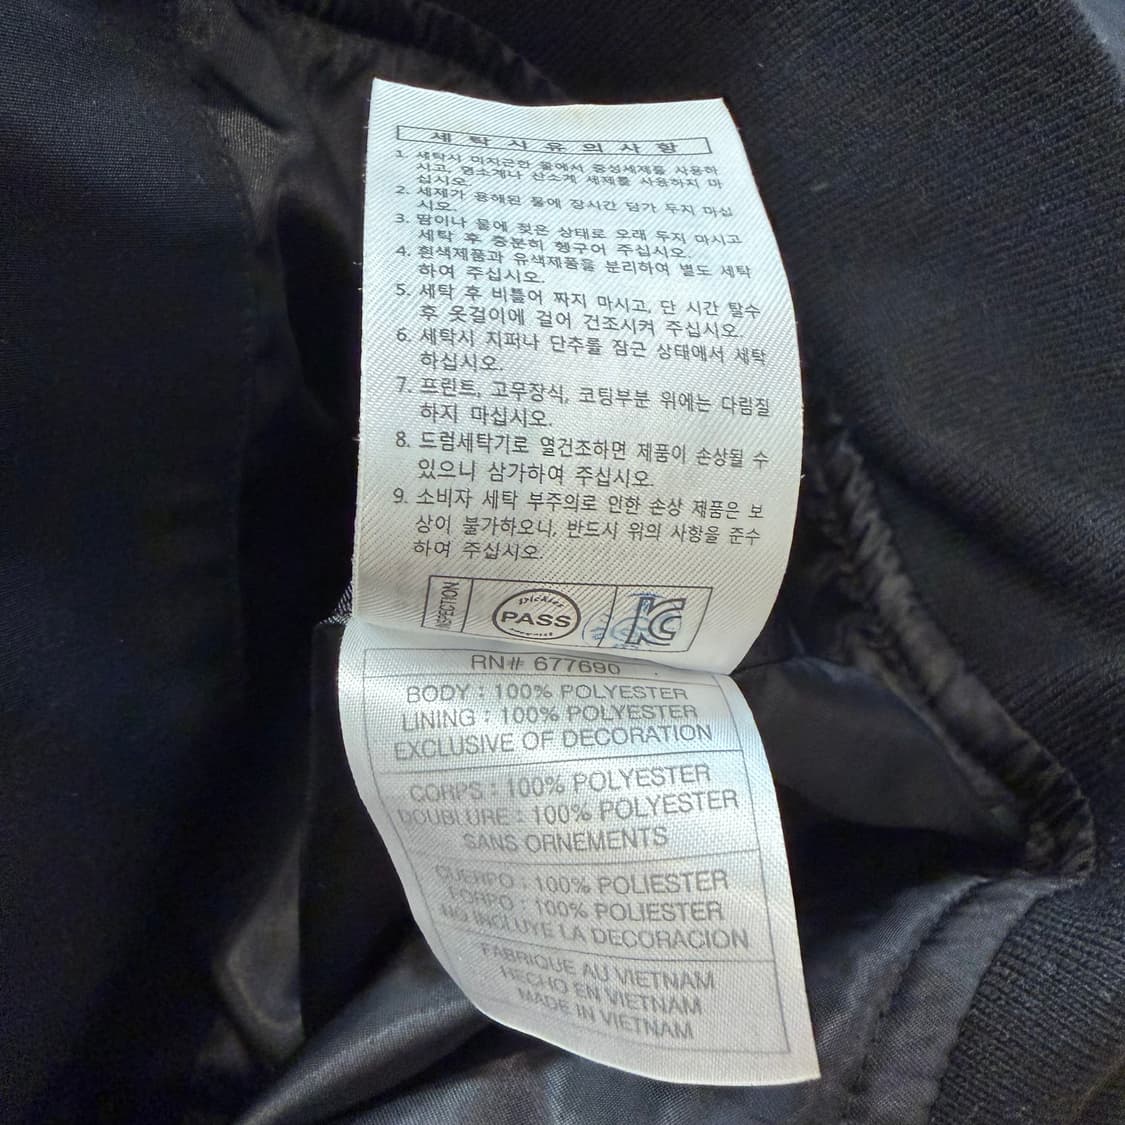 세탁시유의사항
1. 세탁시 미지근한 물에서 중성세제를 사용하
시고, 염소계나 산소계 세제를 사용하지 마
십시오.
2. 세제가 용해된 물에 장시간 담가 두지 마십
시오.
3. 땀이나 물에 젖은 상태로 오래 두지 마시고
세탁 후 충분히 헹구어 주십시오.
4. 흰색제품과 유색제품을 분리하여 별도 세탁
하여 주십시오.
5. 세탁 후 비틀어 짜지 마시고, 단 시간 탈수
후 옷걸이에 걸어 건조시켜 주십시오.
6. 세탁시 지퍼나 단추를 잠근 상태에서 세탁
하십시오.
7. 프린트, 고무장식, 코팅부분 위에는 다림질
하지 마십시오.
8. 드럼세탁기로 열건조하면 제품이 손상될 수
있으니 삼가하여 주십시오.
9. 소비자 세탁 부주의로 인한 손상 제품은 보
상이 불가하오니, 반드시 위의 사항을 준수
하여 주십시오.
INSPECTION
PASS
RN# 677690
BODY : 100% POLYESTER
LINING : 100% POLYESTER
EXCLUSIVE OF DECORATION
CORPS : 100% POLYESTER
DOUBLURE : 100% POLYESTER
SANS ORNEMENTS
CUERPO : 100% POLIESTER
FORRO : 100% POLIESTER
NO INCLUYE LA DECORACION
FABRIQUE AU VIETNAM
HECHO EN VIETNAM
MADE IN VIETNAM